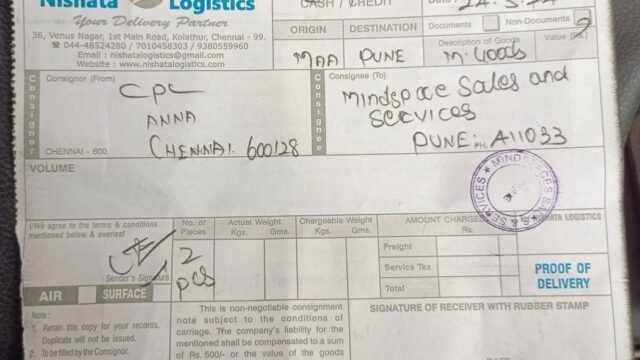 Nishata Logistics
Your Delivery Partner
36, Venus Nagar, 1st Main Road, Kolathur, Chennai - 99.
☎ 044-48524280 / 7010458303 / 9380559960
Email : nishatalogistics@gmail.com
Website : www.nishatalogistics.com
CASH / CREDIT
ORIGIN
DESTINATION
MAA
PUNE
Documents
Non-Documents
Description of Goods
Value (Rs.)
M. Goods
Consignor
Consignor (From)
CPC
ANNA
CHENNAI. 600128
CHENNAI - 600
Consignee
Consignee (To)
Mindspace Sales and
Services
PUNE:
PH.
A11033
VOLUME
I/We agree to the terms & conditions
mentioned below & overleaf
Sender's Signature
No. of
Pieces
2
pcs
Actual Weight
Kgs. Gms.
Chargeable Weight
Kgs. Gms.
AMOUNT CHARGE
Rs.
NISHATA LOGISTICS
Freight
Service Tax
Total
PROOF OF
DELIVERY
AIR
SURFACE
Note :
1. Retain this copy for your records.
Duplicate will not be issued.
2. To be filled by the Consignor.
This is non-negotiable consignment
note subject to the conditions of
carriage. The company's liability for the
mentioned shall be compensated to a sum
of Rs.500/- or the value of the goods
SIGNATURE OF RECEIVER WITH RUBBER STAMP
DATE